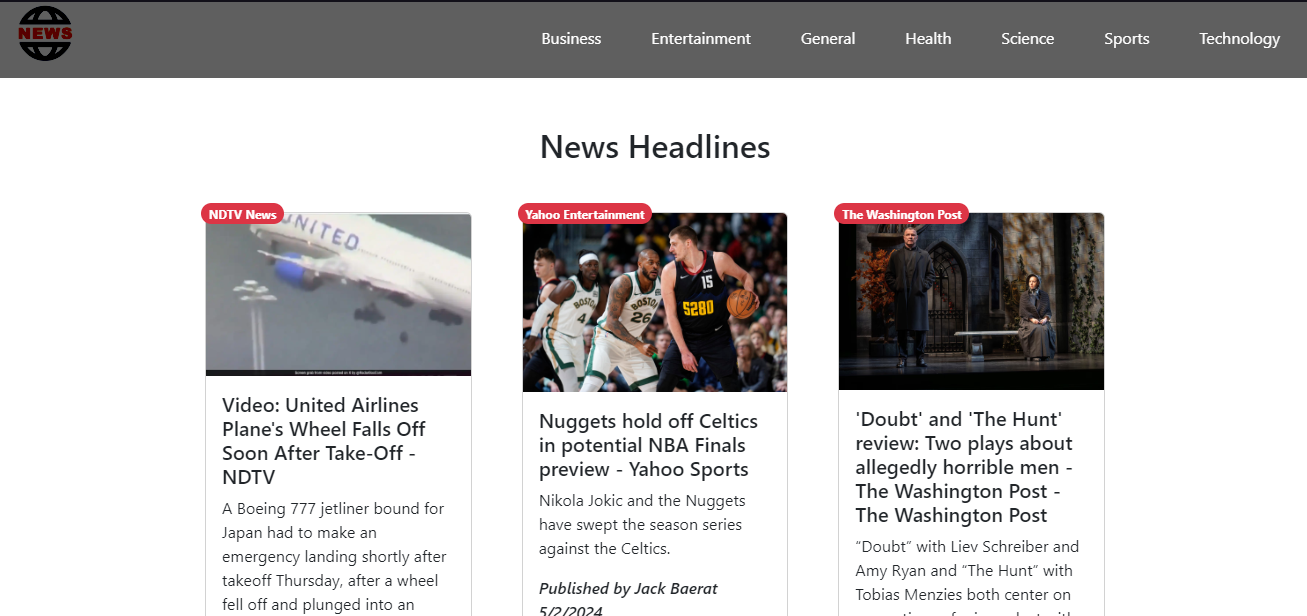 NEWS
Business Entertainment General Health Science Sports Technology
News Headlines
NDTV News
UNITED
Video: United Airlines
Plane's Wheel Falls Off
Soon After Take-Off -
NDTV
A Boeing 777 jetliner bound for
Japan had to make an
emergency landing shortly after
takeoff Thursday, after a wheel
fell off and plunged into an
Yahoo Entertainment
BOSTON
4
BOSTON
26
15
5280
Nuggets hold off Celtics
in potential NBA Finals
preview - Yahoo Sports
Nikola Jokic and the Nuggets
have swept the season series
against the Celtics.
Published by Jack Baerat
5/2/2024
The Washington Post
'Doubt' and 'The Hunt'
review: Two plays about
allegedly horrible men -
The Washington Post -
The Washington Post
“Doubt” with Liev Schreiber and
Amy Ryan and “The Hunt” with
Tobias Menzies both center on